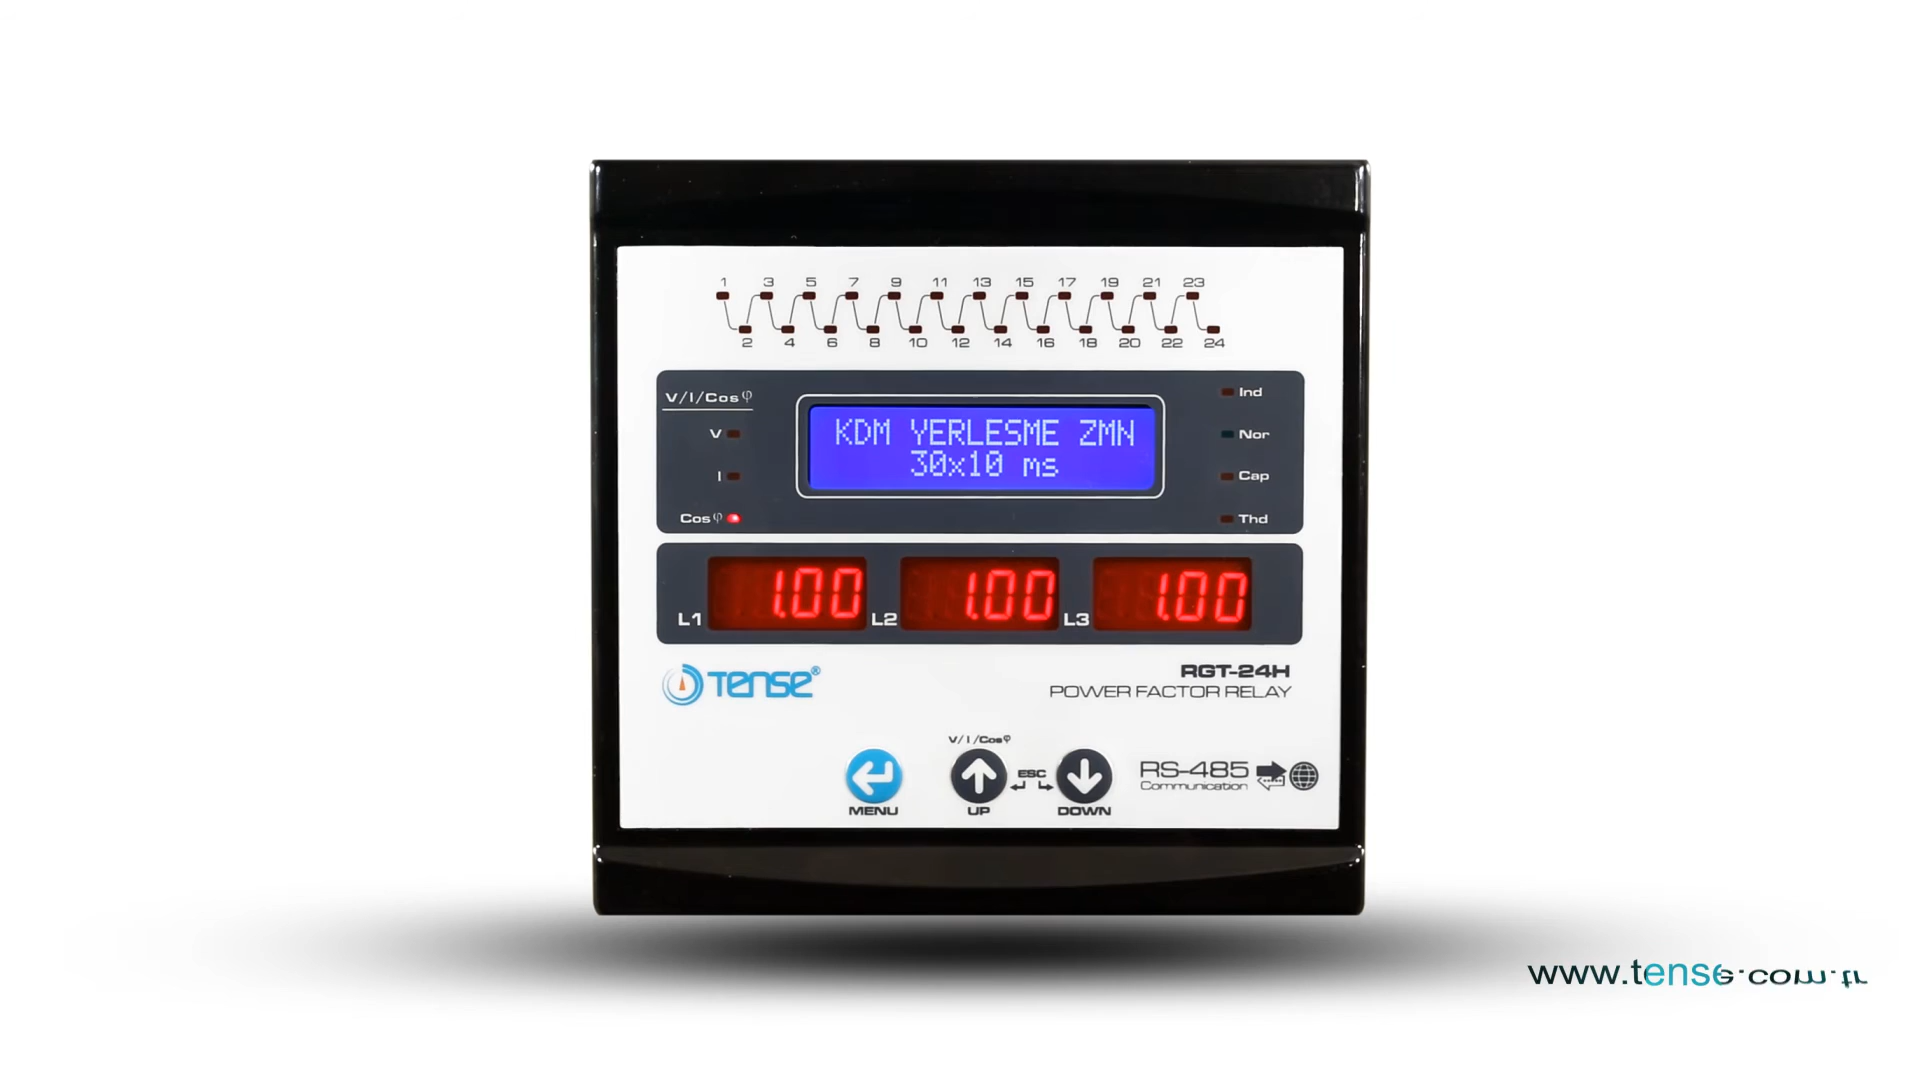 1 3 5 7 9 11 13 15 17 19 21 23
2 4 6 8 10 12 14 16 18 20 22 24
V/I/Cosφ
V
I
Cosφ
KDM YERLESME ZMN
30x10 ms
Ind
Nor
Cap
Thd
L1 1.00 L2 1.00 L3 1.00
TENSE®
RGT-24H
POWER FACTOR RELAY
V/I/Cosφ
ESC
MENU UP DOWN
RS-485
Communication
www.tense.com.tr